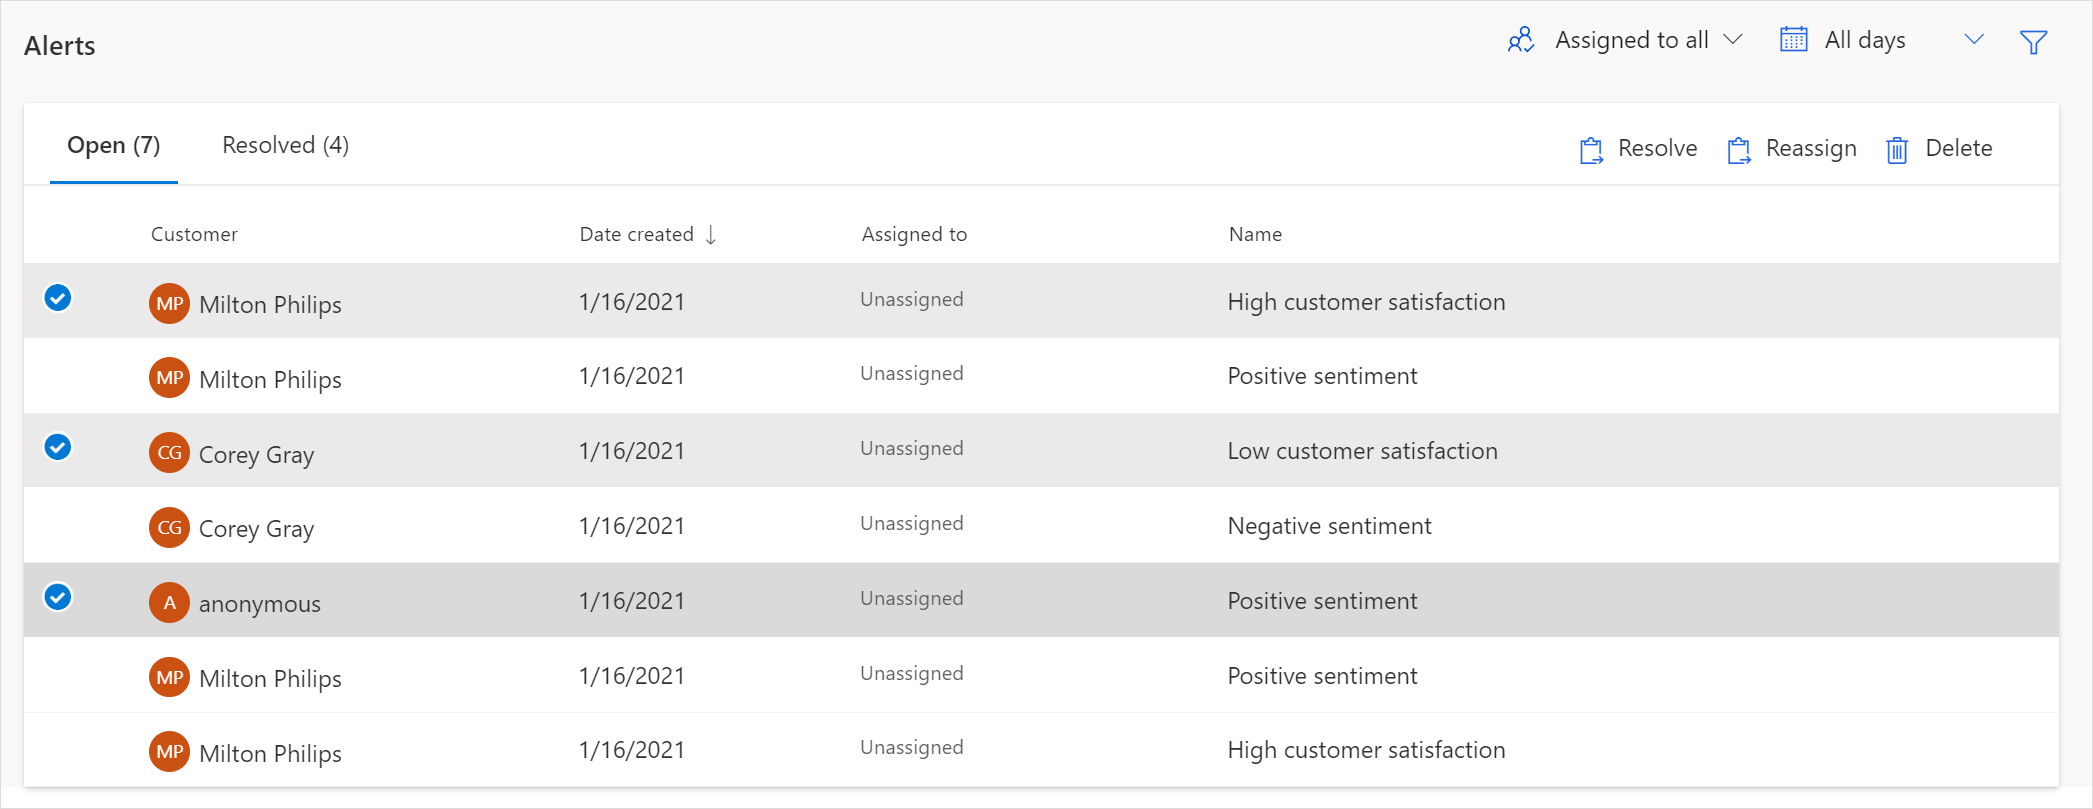 Alerts
Assigned to all
All days
Open (7)
Resolved (4)
Resolve
Reassign
Delete
Customer
Date created
Assigned to
Name
MP Milton Philips 1/16/2021 Unassigned High customer satisfaction
MP Milton Philips 1/16/2021 Unassigned Positive sentiment
CG Corey Gray 1/16/2021 Unassigned Low customer satisfaction
CG Corey Gray 1/16/2021 Unassigned Negative sentiment
A anonymous 1/16/2021 Unassigned Positive sentiment
MP Milton Philips 1/16/2021 Unassigned Positive sentiment
MP Milton Philips 1/16/2021 Unassigned High customer satisfaction